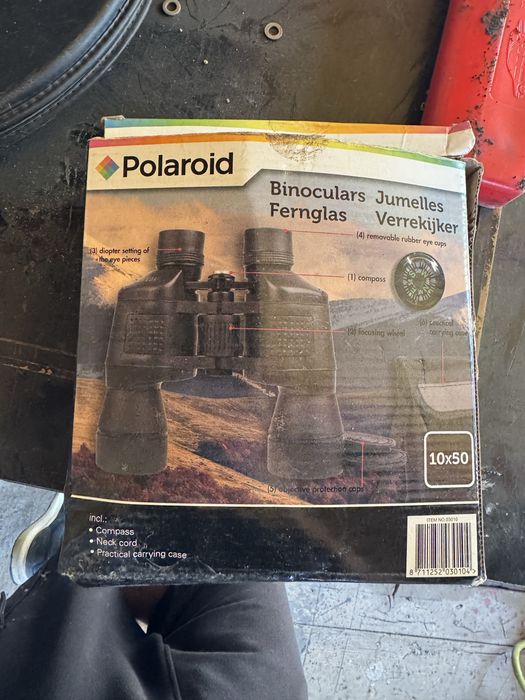 Polaroid
Binoculars Jumelles
Fernglas Verrekijker
(4) removable rubber eye cups
(3) diopter setting of
the eye pieces
(1) compass
(2) focusing wheel
(6) practical
carrying case
(5) objective protection caps
10x50
incl.:
• Compass
• Neck cord
• Practical carrying case
ITEM NO. 03010
8 711252 030104 >